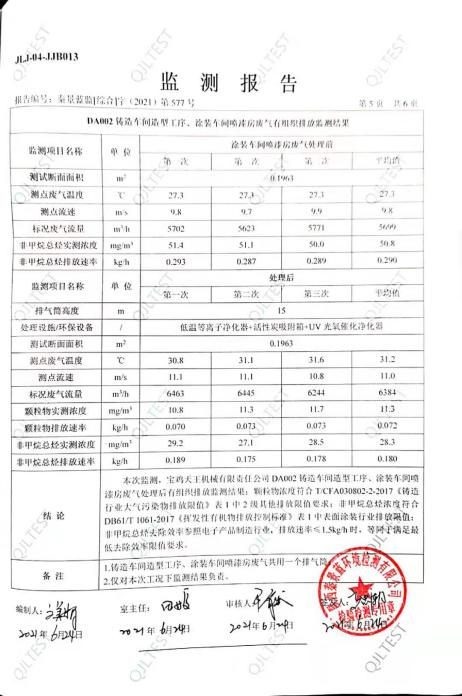 JLJ-04-JJB013
监 测 报 告
报告编号：秦景蓝监[综合]字（2021）第577号 第5页 共6页
DA002 铸造车间造型工序、涂装车间喷漆房废气有组织排放监测结果
监测项目名称 单 位 涂装车间喷漆房废气处理前
第一次 第二次 第三次 平均值
测试断面面积 m² 0.1963
测点废气温度 ℃ 27.3 27.3 27.3 27.3
测点流速 m/s 9.8 9.7 9.9 9.8
标况废气流量 m³/h 5702 5623 5771 5699
非甲烷总烃实测浓度 mg/m³ 51.4 51.1 50.0 50.8
非甲烷总烃排放速率 kg/h 0.293 0.287 0.289 0.290
监测项目名称 单 位 处理后
第一次 第二次 第三次 平均值
排气筒高度 m 15
处理设施/环保设备 / 低温等离子净化器+活性炭吸附箱+UV 光氧催化净化器
测试断面面积 m² 0.1963
测点废气温度 ℃ 30.8 31.1 31.6 31.2
测点流速 m/s 11.1 11.1 10.8 11.0
标况废气流量 m³/h 6463 6445 6244 6384
颗粒物实测浓度 mg/m³ 10.8 11.3 11.7 11.3
颗粒物排放速率 kg/h 0.070 0.073 0.073 0.072
非甲烷总烃实测浓度 mg/m³ 29.2 27.1 28.5 28.3
非甲烷总烃排放速率 kg/h 0.189 0.175 0.178 0.180
结 论
本次监测，宝鸡天王机械有限责任公司 DA002 铸造车间造型工序、涂装车间喷
漆房废气处理后有组织排放监测结果：颗粒物浓度符合 T/CFA030802-2-2017《铸造
行业大气污染物排放限值》表 1 中 2 级其他排放限值要求；非甲烷总烃浓度符合
DB61/T 1061-2017《挥发性有机物排放控制标准》表 1 中表面涂装行业排放限值；
非甲烷总烃去除效率参照电子产品制造行业，排放速率≤1.5kg/h 时，等同于满足最
低去除效率限值要求。
备 注
1.铸造车间造型工序、涂装车间喷漆房废气共用一个排气筒
2.仅对本次工况下监测结果负责。
编制人： 室主任： 审核人：
2021年6月24日 2021年6月24日 2021年6月24日 2021年6月24日
检验检测专用章
QJLTEST